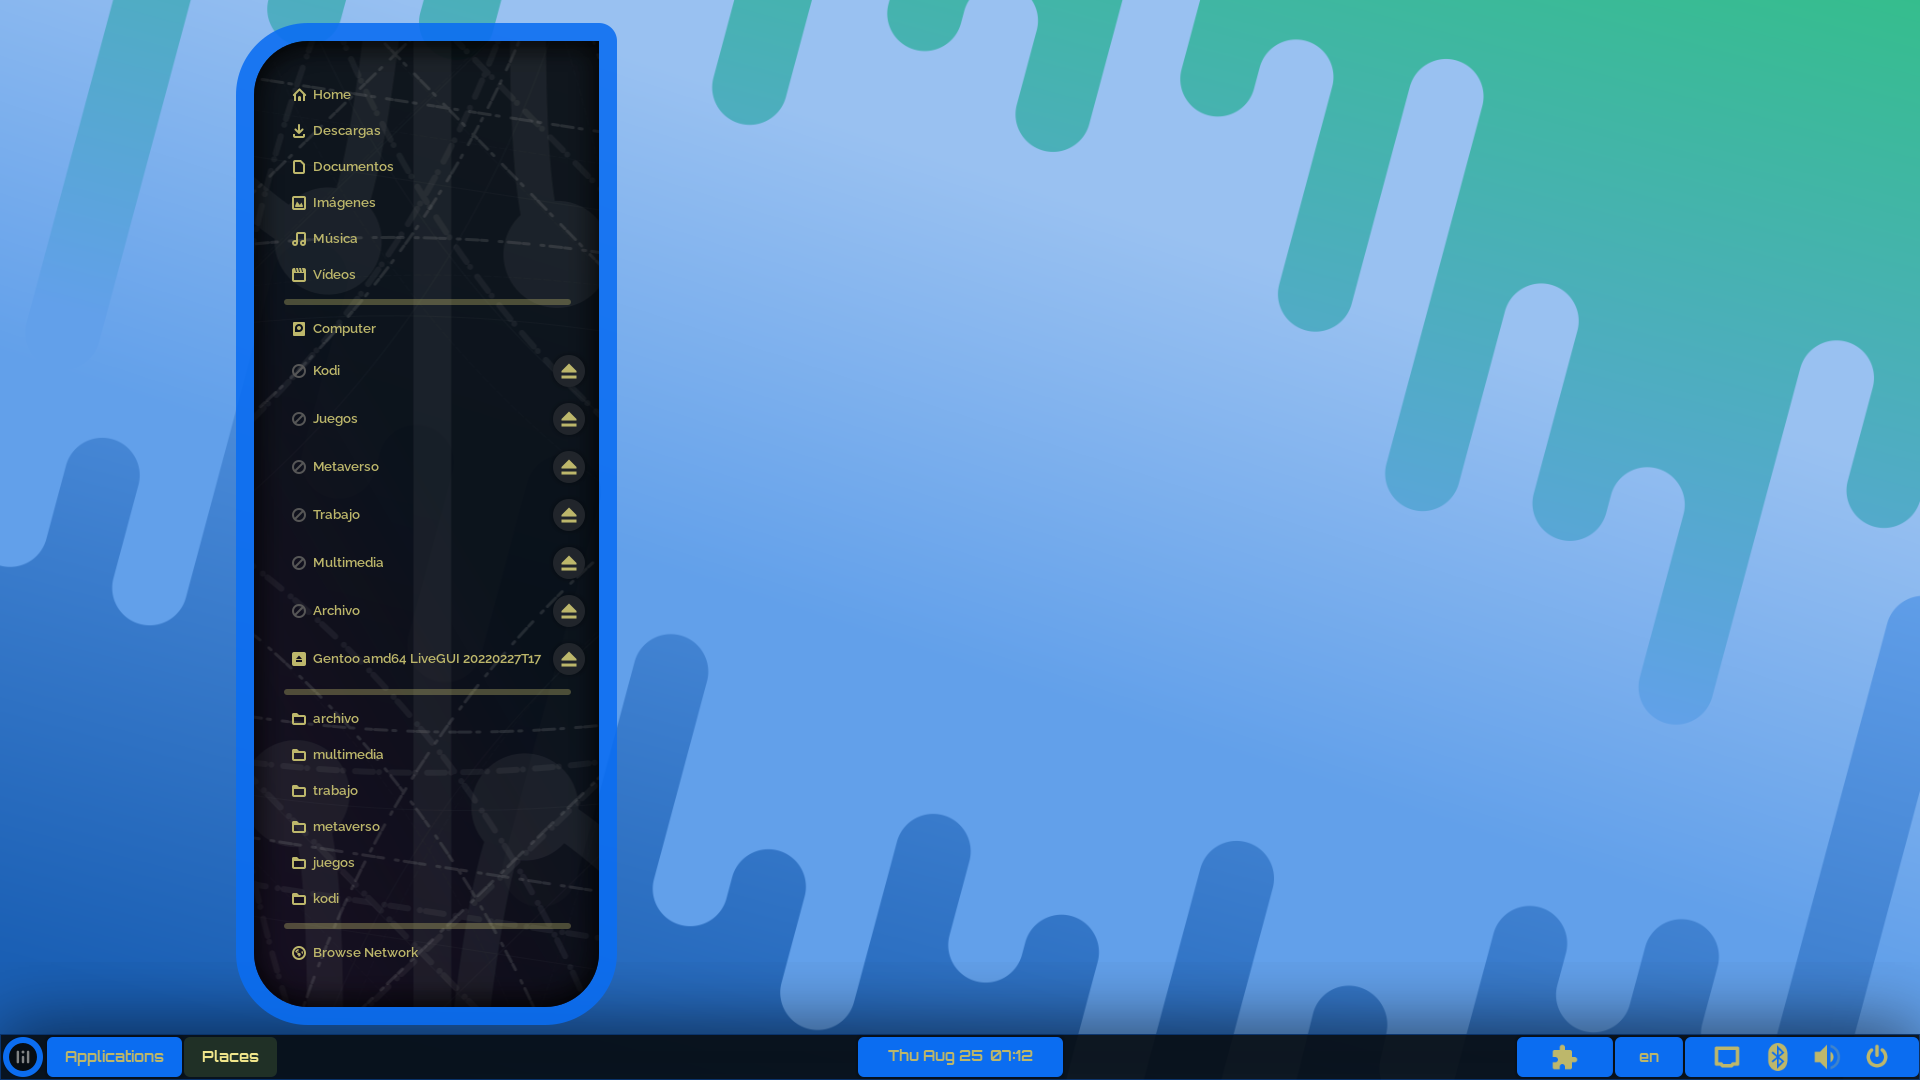 Home
Descargas
Documentos
Imágenes
Música
Vídeos
Computer
Kodi
Juegos
Metaverso
Trabajo
Multimedia
Archivo
Gentoo amd64 LiveGUI 20220227T17
archivo
multimedia
trabajo
metaverso
juegos
kodi
Browse Network
Applications
Places
Thu Aug 25 07:12
en